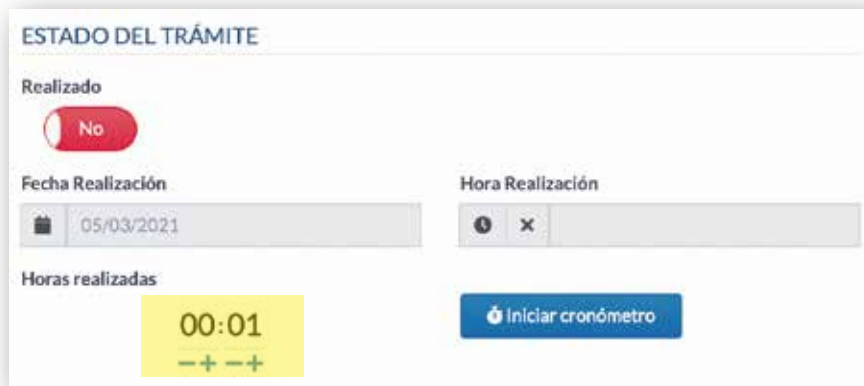 ESTADO DEL TRÁMITE
Realizado
No
Fecha Realización
Hora Realización
05/03/2021
Horas realizadas
00:01
Iniciar cronómetro